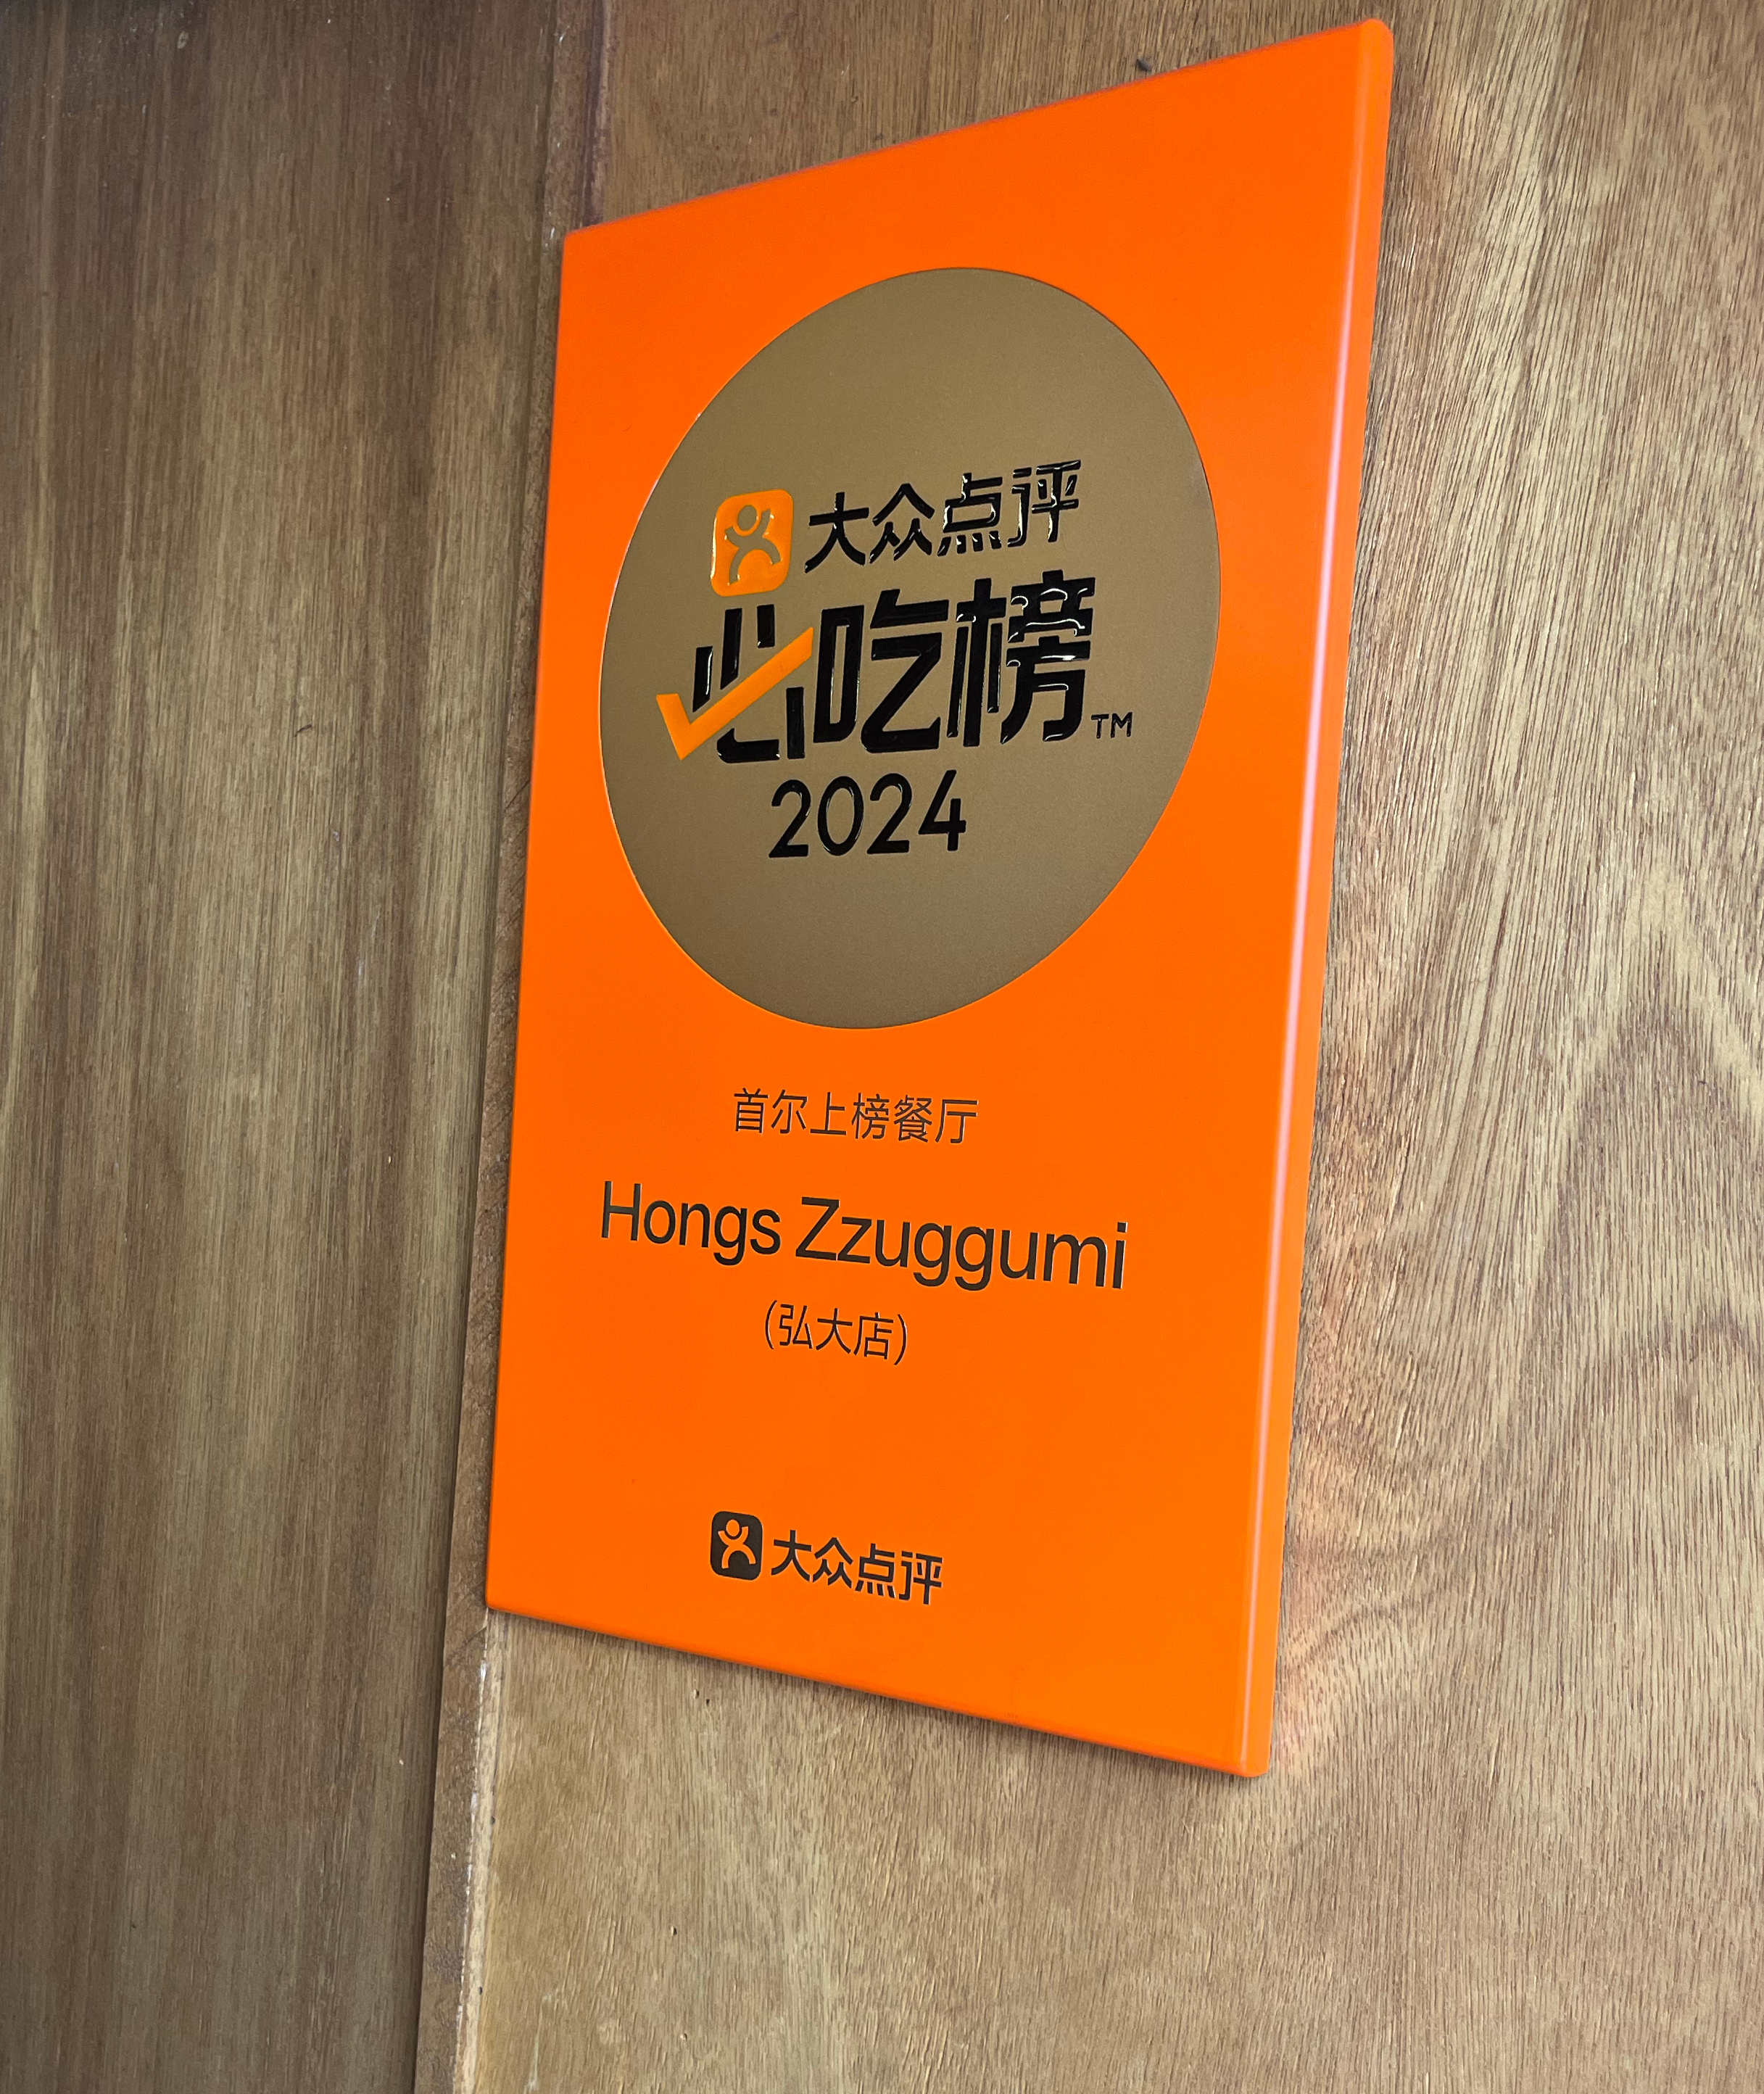 大众点评
必吃榜™
2024
首尔上榜餐厅
Hongs Zzuggumi
(弘大店)
大众点评